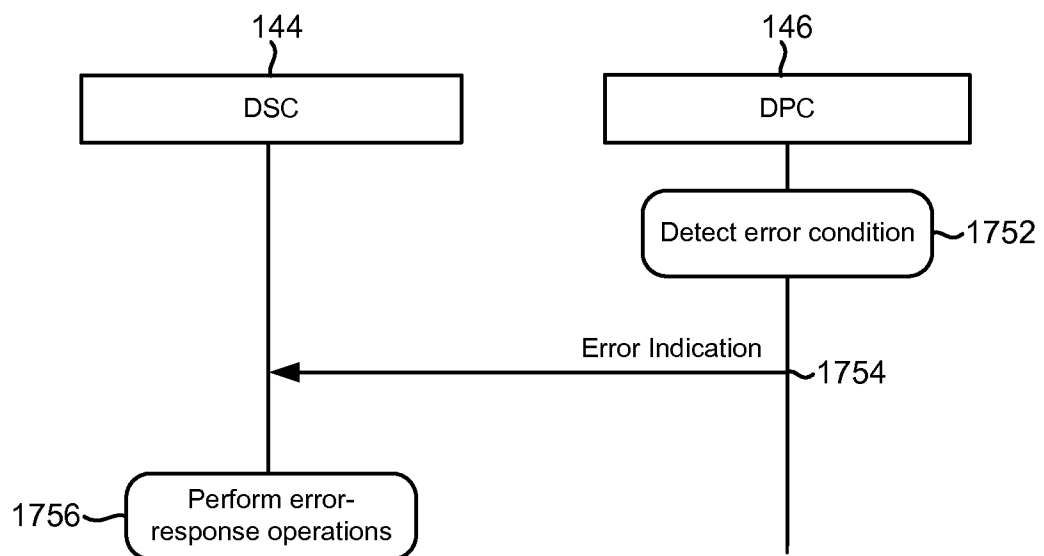 144
146
DSC
DPC
Detect error condition
1752
Error Indication
1754
1756
Perform error-
response operations